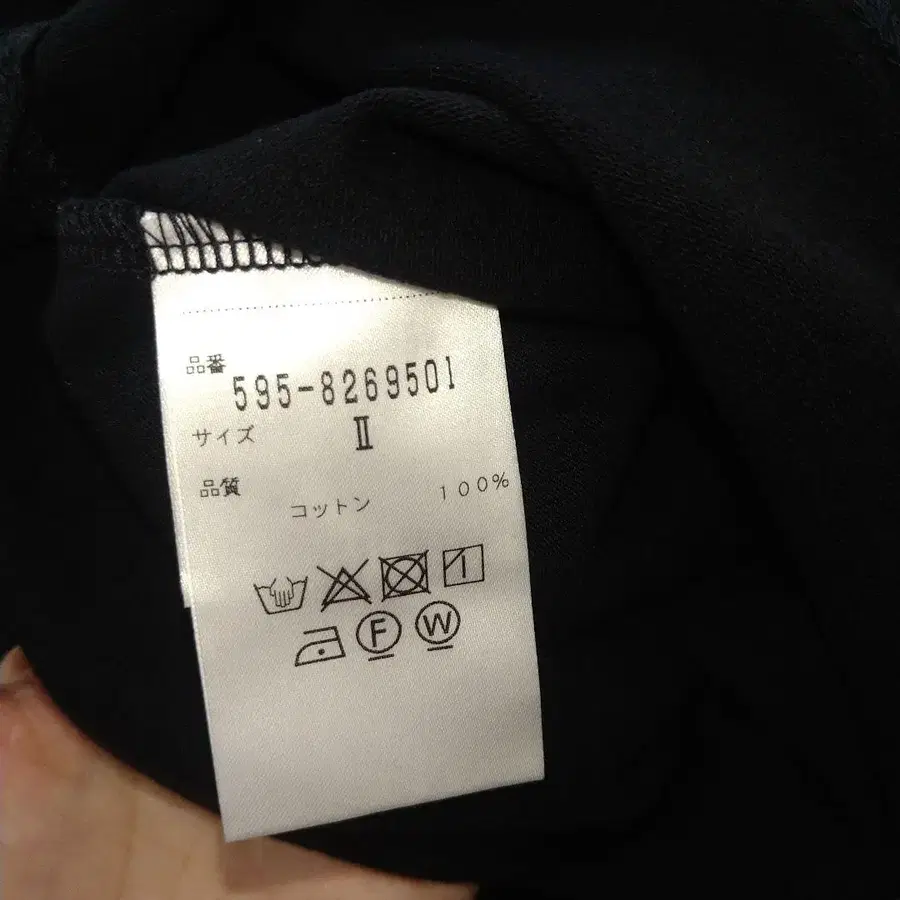 品番
595-8269501
サイズ Ⅱ
品質
コットン 100%
F W